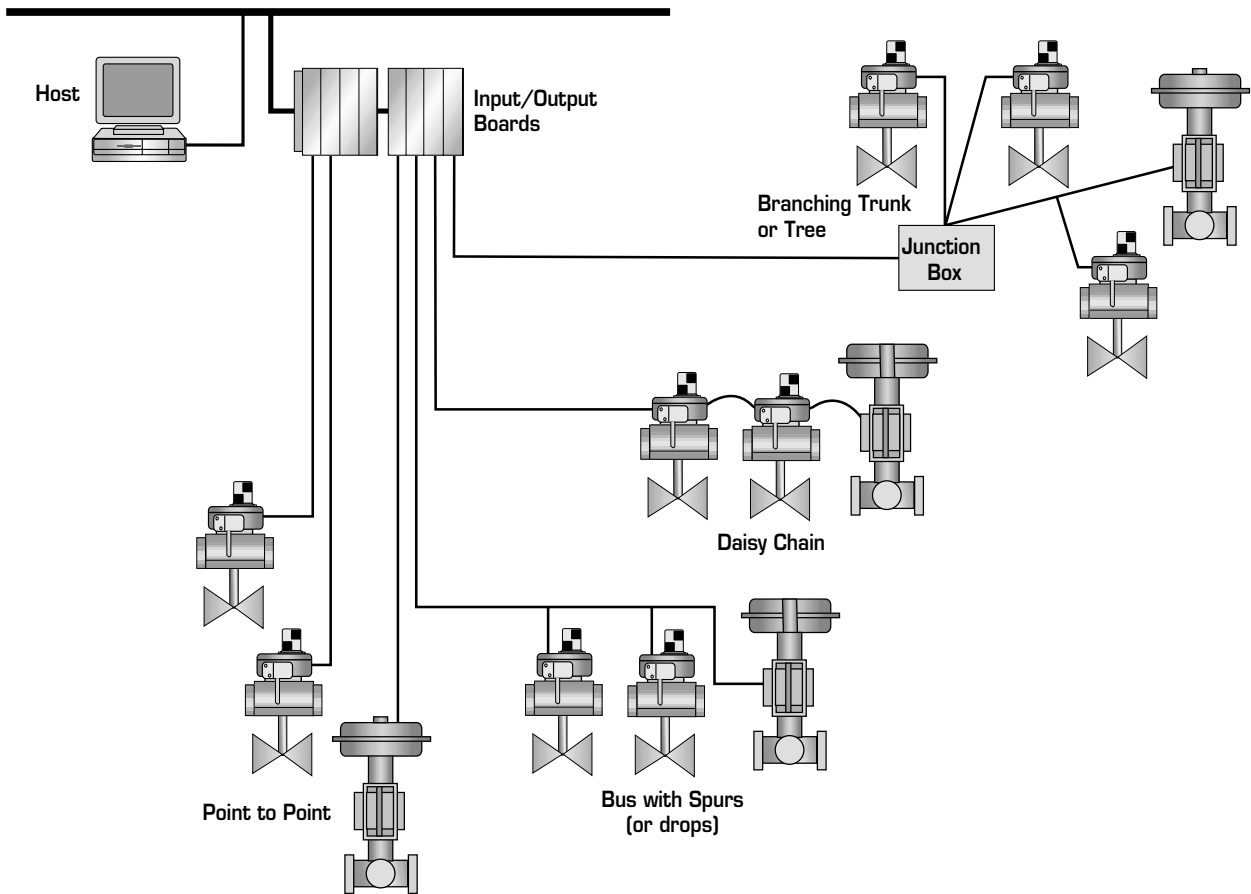 Host
Input/Output
Boards
Branching Trunk
or Tree
Junction
Box
Daisy Chain
Point to Point
Bus with Spurs
(or drops)